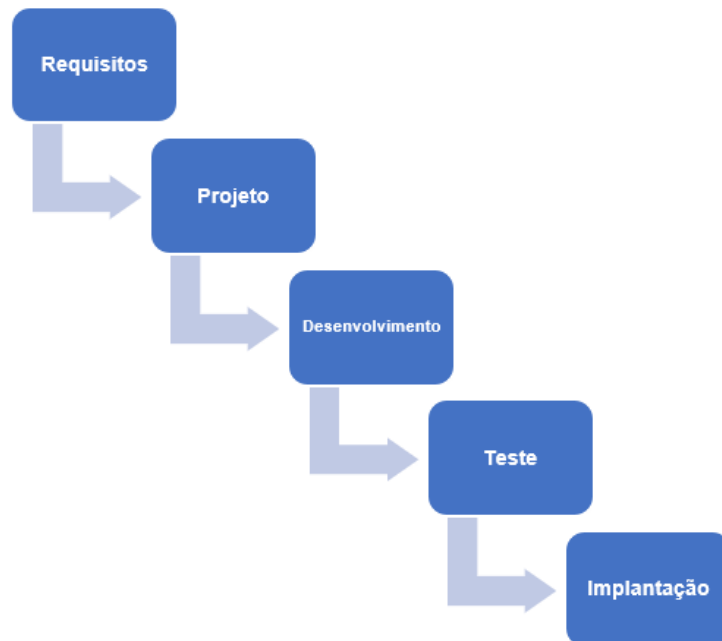 Requisitos
Projeto
Desenvolvimento
Teste
Implantação